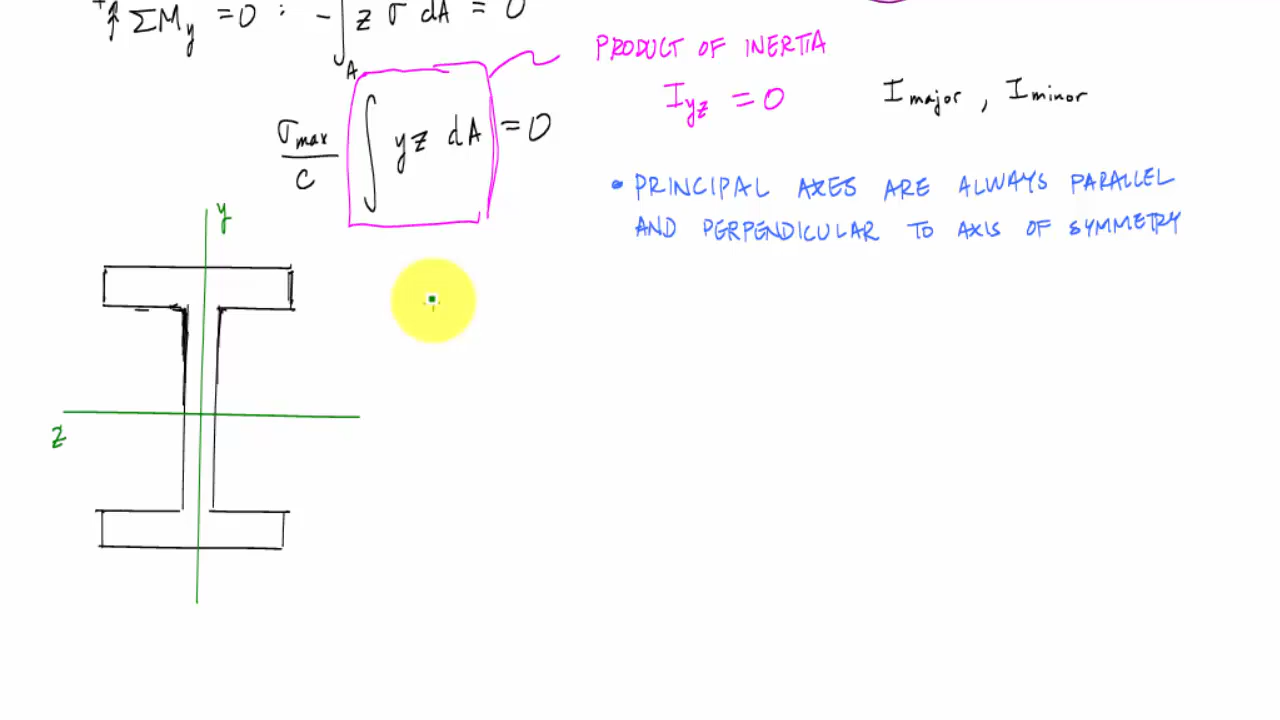 +↑ ΣM_y = 0 : -∫_A z σ dA = 0
PRODUCT OF INERTIA
σ_max / c ∫ yz dA = 0
I_yz = 0
I_major , I_minor
• PRINCIPAL AXES ARE ALWAYS PARALLEL
AND PERPENDICULAR TO AXIS OF SYMMETRY
y
z